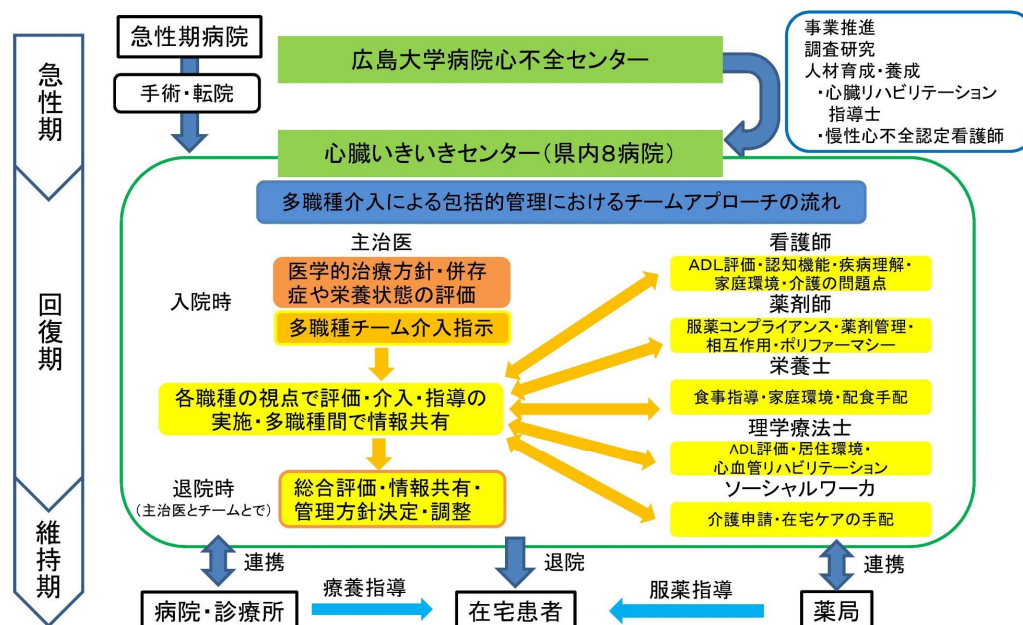 急性期
回復期
維持期
急性期病院
手術・転院
広島大学病院心不全センター
事業推進
調査研究
人材育成・養成
・心臓リハビリテーション
指導士
・慢性心不全認定看護師
心臓いきいきセンター（県内８病院）
多職種介入による包括的管理におけるチームアプローチの流れ
入院時
主治医
医学的治療方針・併存
症や栄養状態の評価
多職種チーム介入指示
各職種の視点で評価・介入・指導の
実施・多職種間で情報共有
退院時
（主治医とチームとで）
総合評価・情報共有・
管理方針決定・調整
看護師
ADL評価・認知機能・疾病理解・
家庭環境・介護の問題点
薬剤師
服薬コンプライアンス・薬剤管理・
相互作用・ポリファーマシー
栄養士
食事指導・家庭環境・配食手配
理学療法士
ADL評価・居住環境・
心血管リハビリテーション
ソーシャルワーカ
介護申請・在宅ケアの手配
連携
退院
連携
病院・診療所
療養指導
在宅患者
服薬指導
薬局